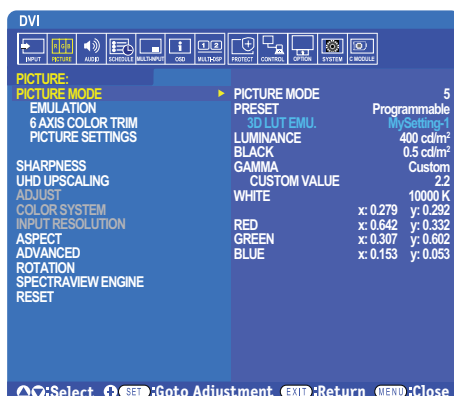 DVI
INPUT PICTURE AUDIO SCHEDULE MULTI-INPUT OSD MULTI-DSP PROTECT CONTROL OPTION SYSTEM C MODULE
PICTURE:
PICTURE MODE
EMULATION
6 AXIS COLOR TRIM
PICTURE SETTINGS
SHARPNESS
UHD UPSCALING
ADJUST
COLOR SYSTEM
INPUT RESOLUTION
ASPECT
ADVANCED
ROTATION
SPECTRAVIEW ENGINE
RESET
PICTURE MODE 5
PRESET Programmable
3D LUT EMU. MySetting-1
LUMINANCE 400 cd/m²
BLACK 0.5 cd/m²
GAMMA Custom
CUSTOM VALUE 2.2
WHITE 10000 K
x: 0.279 y: 0.292
RED x: 0.642 y: 0.332
GREEN x: 0.307 y: 0.602
BLUE x: 0.153 y: 0.053
:Select SET :Goto Adjustment EXIT :Return MENU :Close